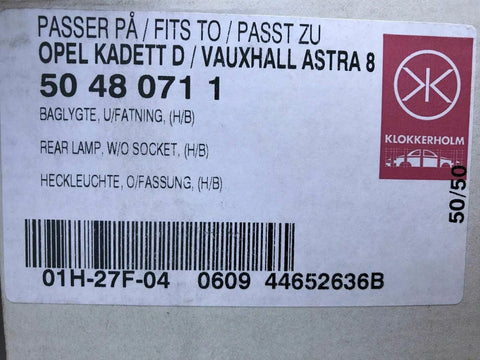 PASSER PÅ / FITS TO / PASST ZU
OPEL KADETT D / VAUXHALL ASTRA 8
50 48 071 1
BAGLYGTE, U/FATNING, (H/B)
REAR LAMP, W/O SOCKET, (H/B)
HECKLEUCHTE, O/FASSUNG, (H/B)
KLOKKERHOLM
50/50
01H-27F-04 0609 44652636B